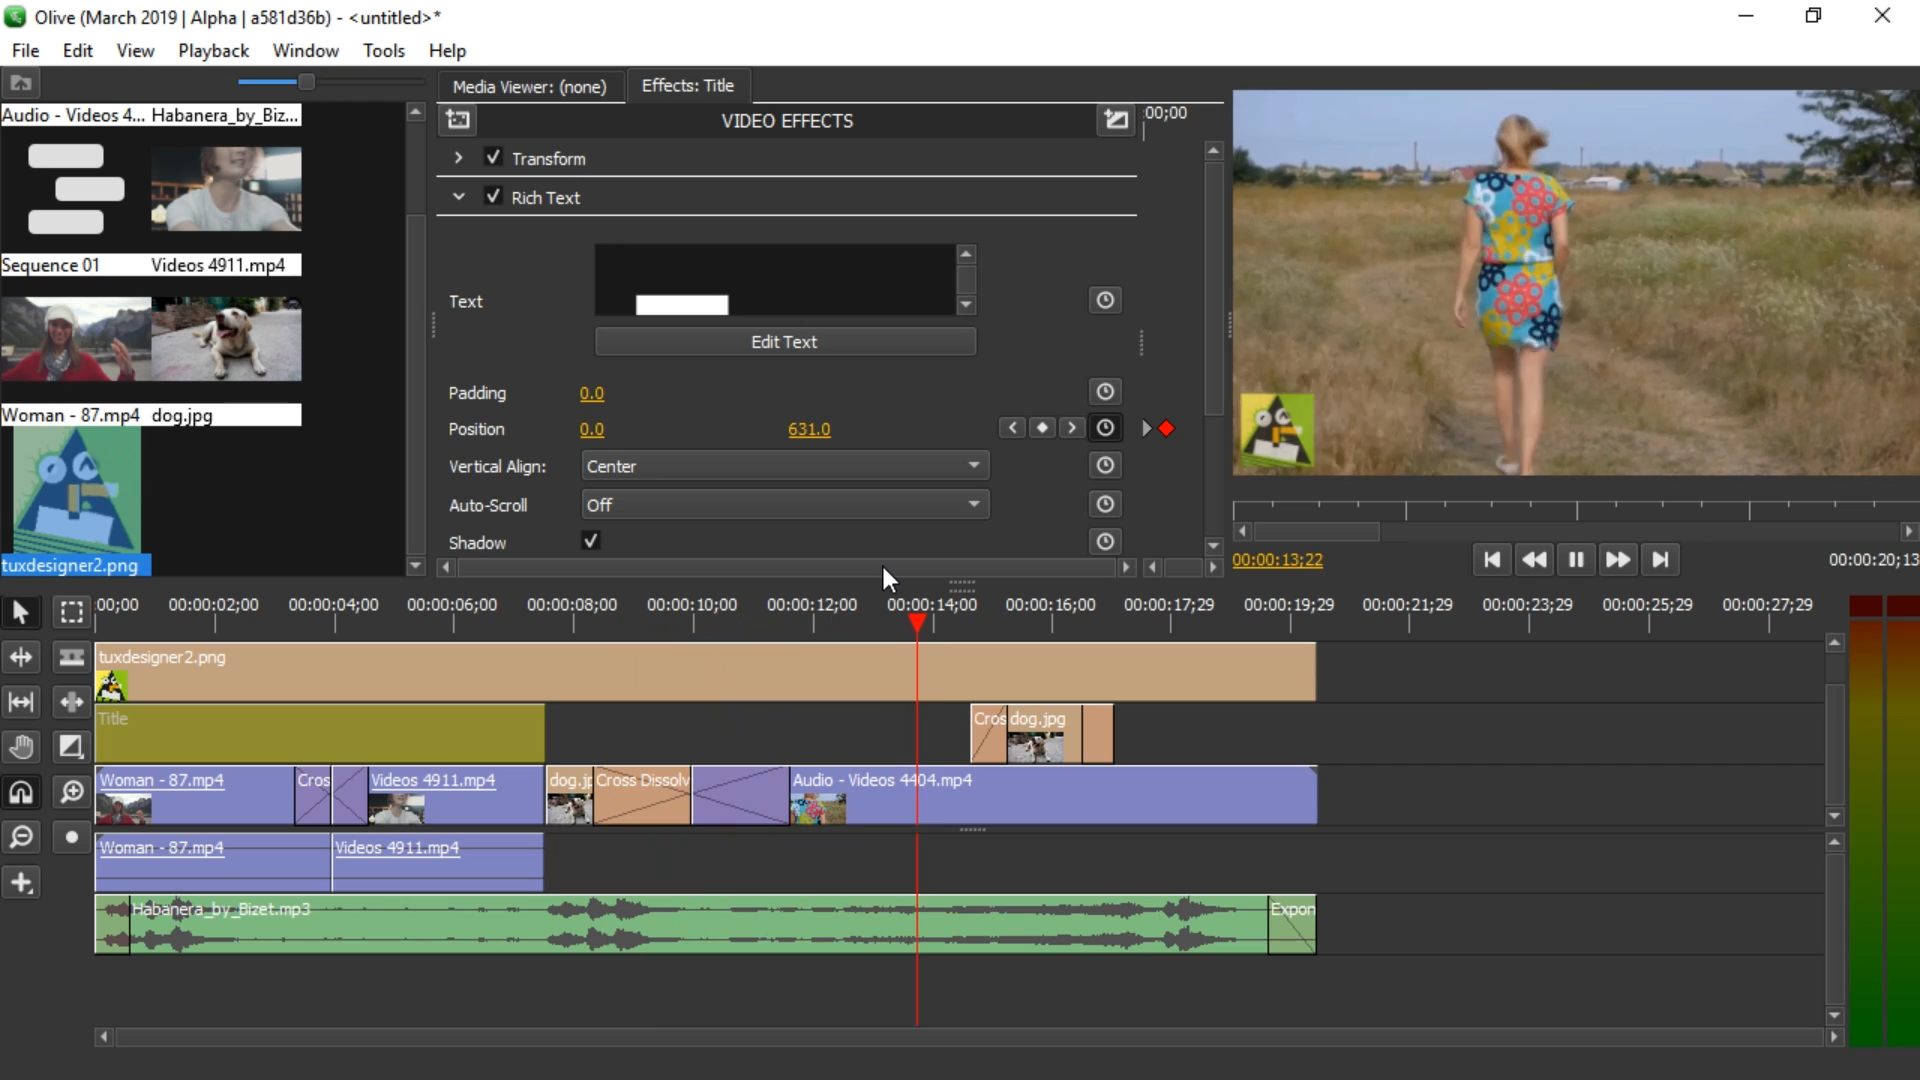 Olive (March 2019 | Alpha | a581d36b) - <untitled>*
File Edit View Playback Window Tools Help
Media Viewer: (none) Effects: Title
Audio - Videos 4... Habanera_by_Biz...
VIDEO EFFECTS
:00;00
Transform
Rich Text
Sequence 01 Videos 4911.mp4
Text
Edit Text
Padding 0.0
Woman - 87.mp4 dog.jpg
Position 0.0 631.0
Vertical Align: Center
Auto-Scroll Off
Shadow
tuxdesigner2.png
00:00:13;22
00:00:20;13
:00;00 00:00:02;00 00:00:04;00 00:00:06;00 00:00:08;00 00:00:10;00 00:00:12;00 00:00:14;00 00:00:16;00 00:00:17;29 00:00:19;29 00:00:21;29 00:00:23;29 00:00:25;29 00:00:27;29
tuxdesigner2.png
Title
Cros dog.jpg
Woman - 87.mp4 Cros Videos 4911.mp4 dog.jp Cross Dissolv Audio - Videos 4404.mp4
Woman - 87.mp4 Videos 4911.mp4
Habanera_by_Bizet.mp3 Expon